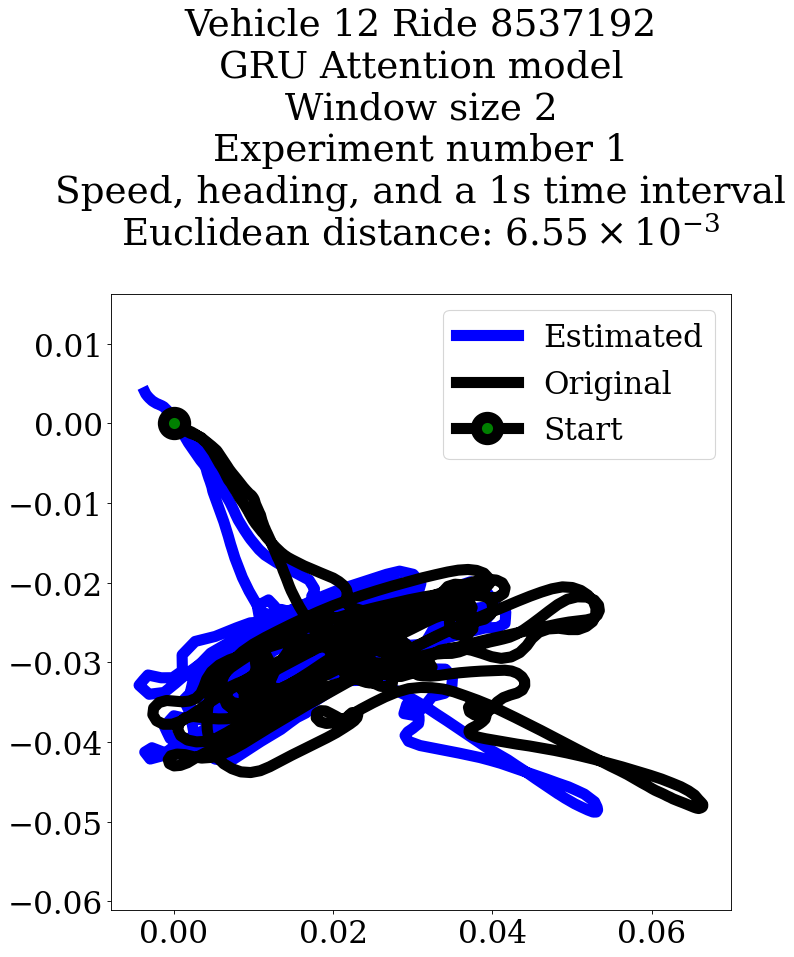 Vehicle 12 Ride 8537192
GRU Attention model
Window size 2
Experiment number 1
Speed, heading, and a 1s time interval
Euclidean distance: 6.55 × 10⁻³
Estimated
Original
Start
0.01
0.00
−0.01
−0.02
−0.03
−0.04
−0.05
−0.06
0.00 0.02 0.04 0.06